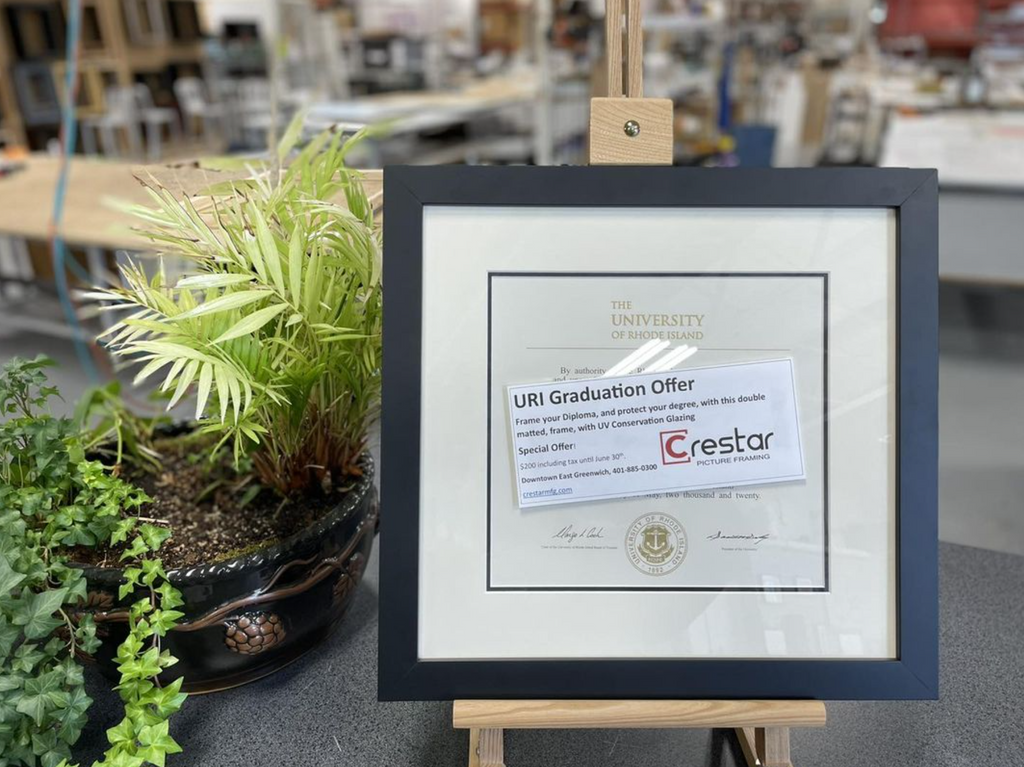 THE
UNIVERSITY
OF RHODE ISLAND
By authority
URI Graduation Offer
Frame your Diploma, and protect your degree, with this double
matted, frame, with UV Conservation Glazing
Special Offer:
$200 including tax until June 30th.
Downtown East Greenwich, 401-885-0300
crestarmfg.com
Crestar
PICTURE FRAMING
two thousand and twenty.
UNIVERSITY OF RHODE ISLAND
1892